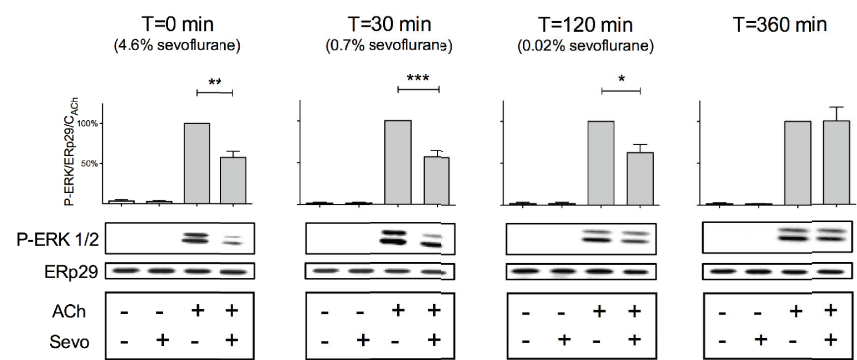 T=0 min
(4.6% sevoflurane)
T=30 min
(0.7% sevoflurane)
T=120 min
(0.02% sevoflurane)
T=360 min
**
***
*
P-ERK/ERp29/C_ACh
100%
50%
P-ERK 1/2
ERp29
ACh - - + + - - + + - - + + - - + +
Sevo - + - + - + - + - + - + - + - +